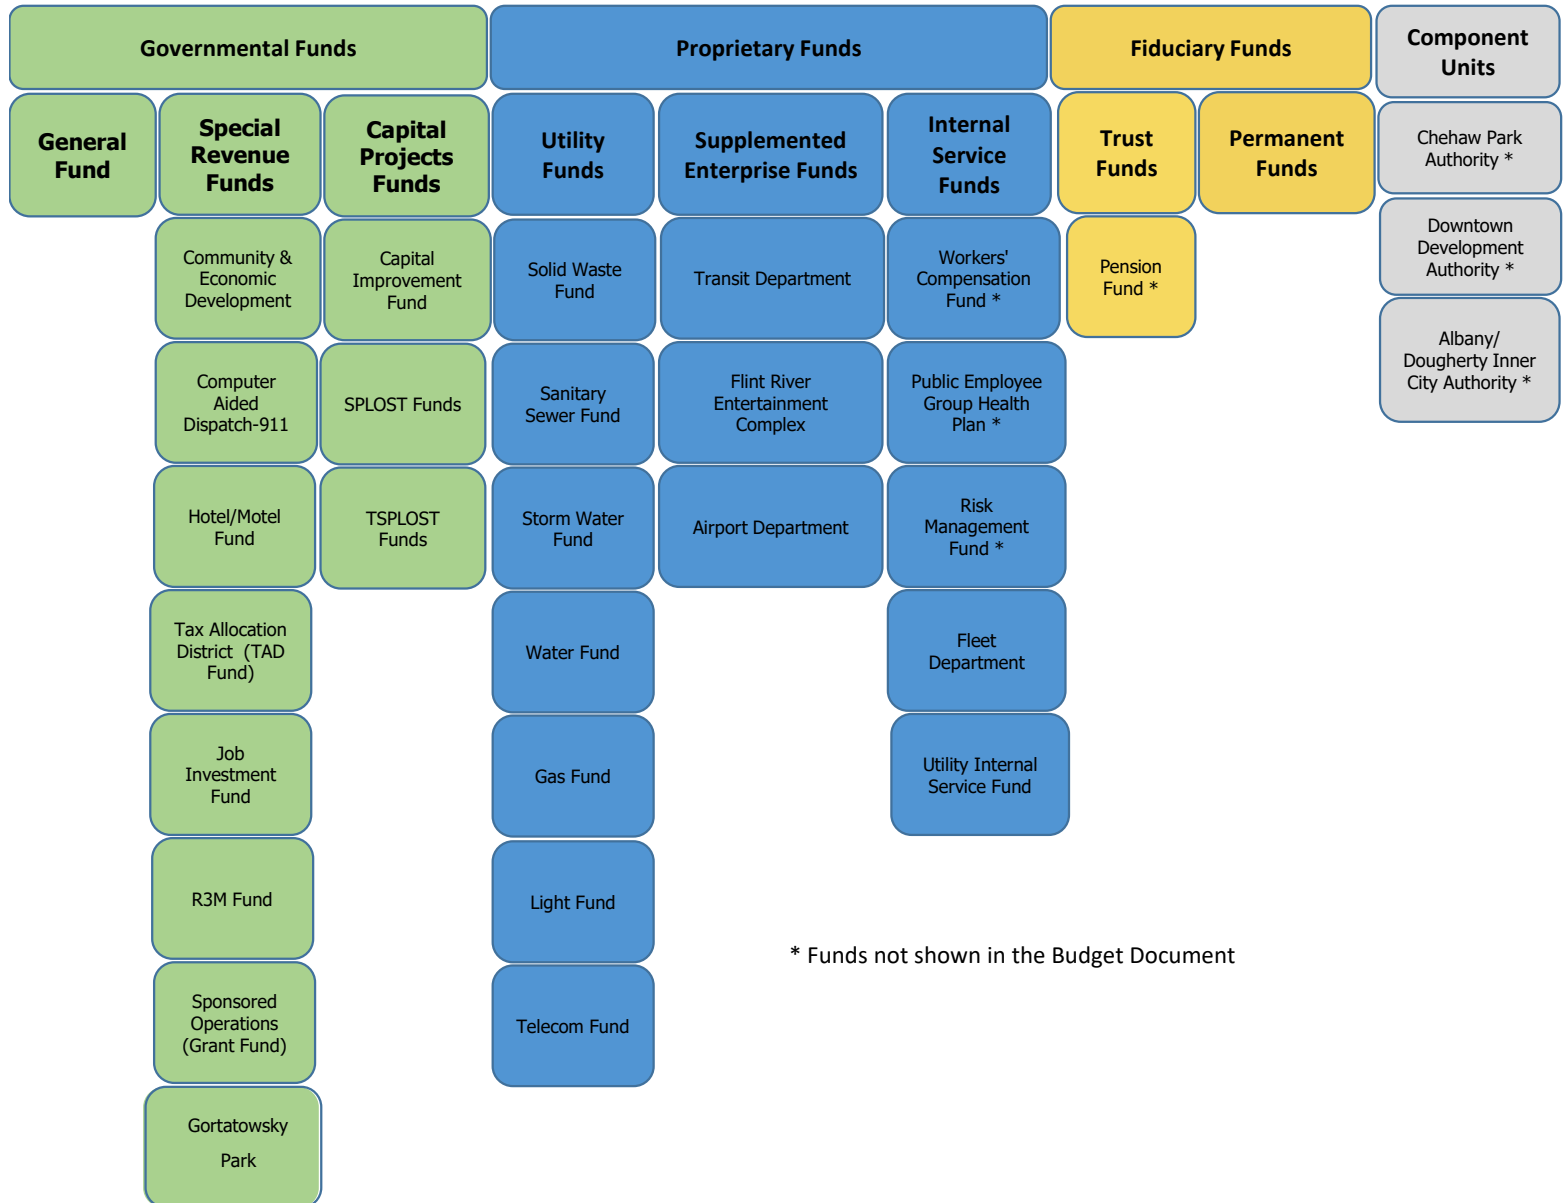 Governmental Funds
Proprietary Funds
Fiduciary Funds
Component
Units
General
Fund
Special
Revenue
Funds
Capital
Projects
Funds
Utility
Funds
Supplemented
Enterprise Funds
Internal
Service
Funds
Trust
Funds
Permanent
Funds
Chehaw Park
Authority *
Downtown
Development
Authority *
Albany/
Dougherty Inner
City Authority *
Community &
Economic
Development
Capital
Improvement
Fund
Solid Waste
Fund
Transit Department
Workers'
Compensation
Fund *
Pension
Fund *
Computer
Aided
Dispatch-911
SPLOST Funds
Sanitary
Sewer Fund
Flint River
Entertainment
Complex
Public Employee
Group Health
Plan *
Hotel/Motel
Fund
TSPLOST
Funds
Storm Water
Fund
Airport Department
Risk
Management
Fund *
Tax Allocation
District (TAD
Fund)
Water Fund
Fleet
Department
Job
Investment
Fund
Gas Fund
Utility Internal
Service Fund
R3M Fund
Light Fund
* Funds not shown in the Budget Document
Sponsored
Operations
(Grant Fund)
Telecom Fund
Gortatowsky
Park